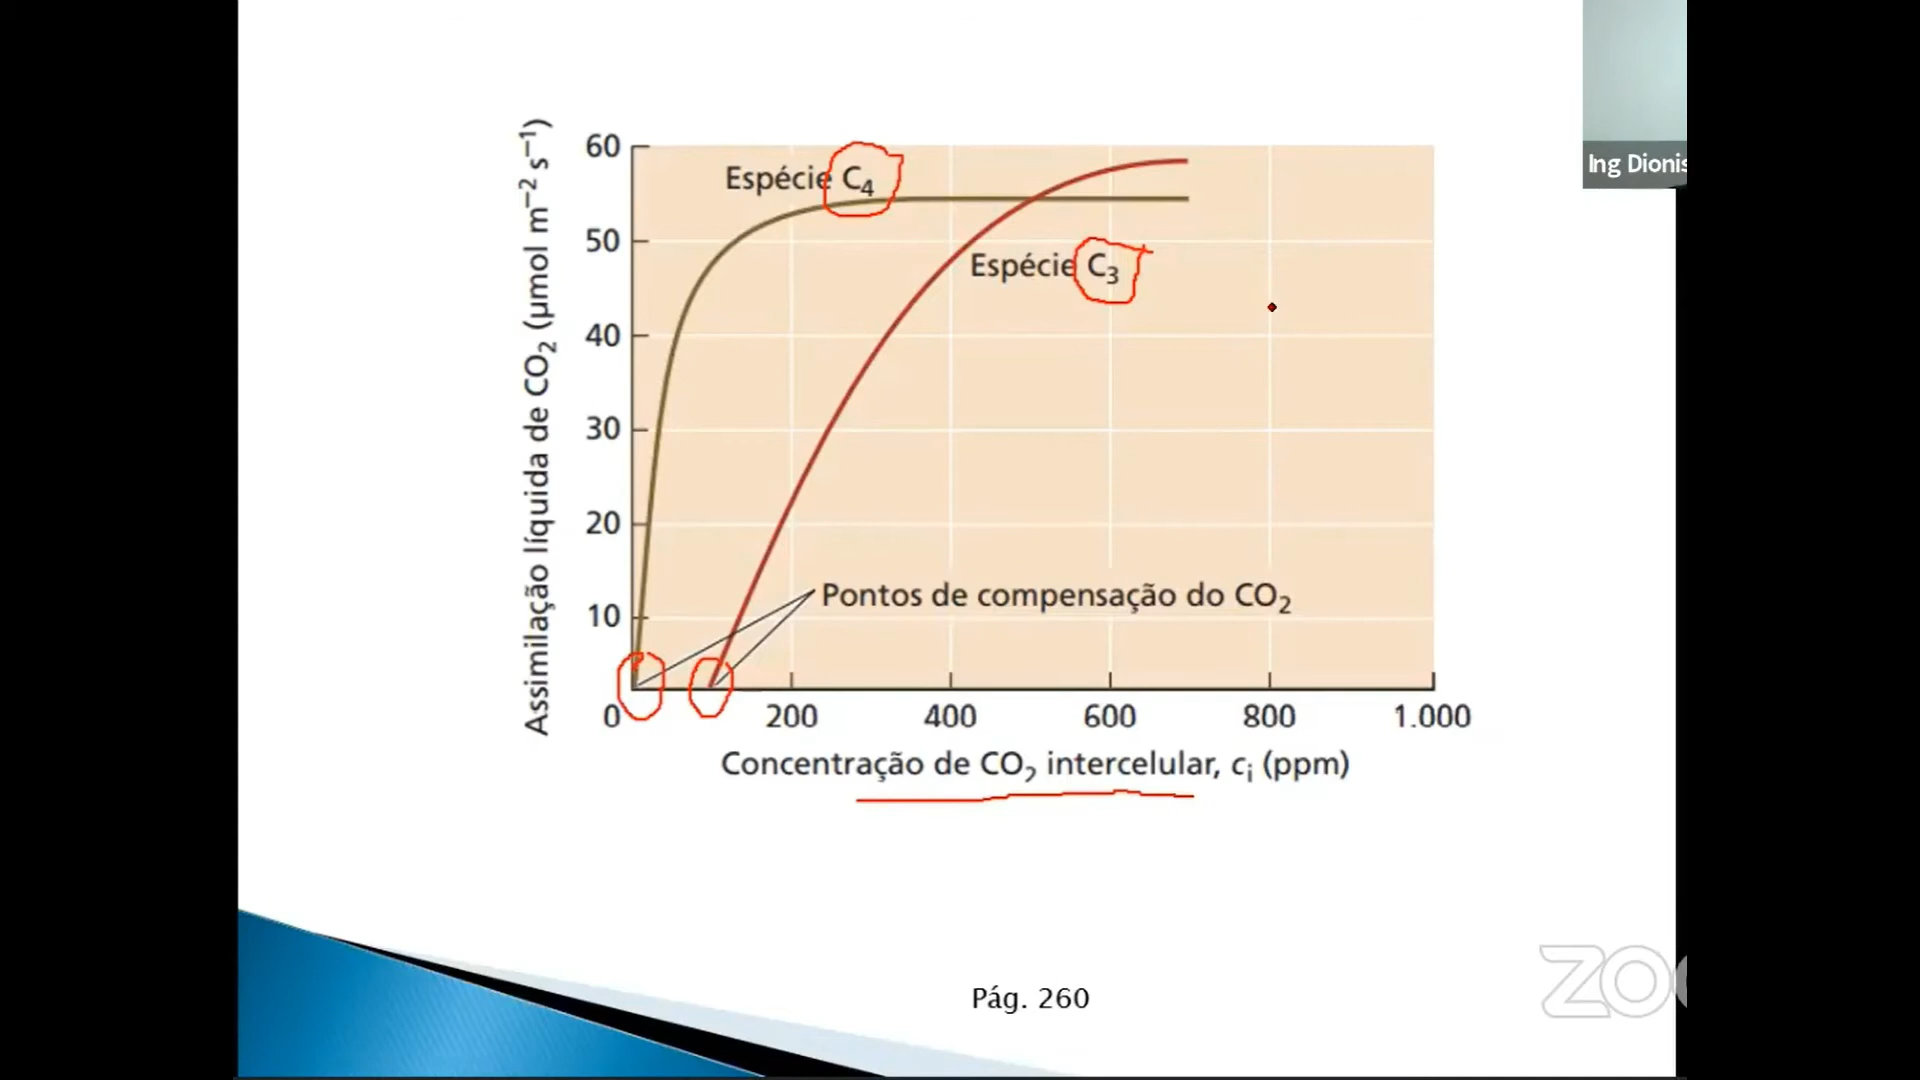 Ing Dionis
Assimilação líquida de CO₂ (µmol m⁻² s⁻¹)
60
50
40
30
20
10
Espécie C₄
Espécie C₃
Pontos de compensação do CO₂
0 200 400 600 800 1.000
Concentração de CO₂ intercelular, cᵢ (ppm)
Pág. 260
ZO